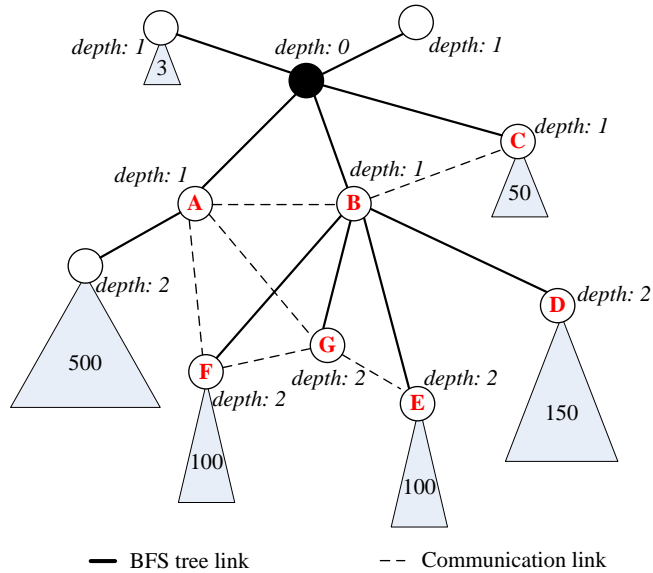 depth: 1
depth: 0
depth: 1
3
C
depth: 1
depth: 1
depth: 1
A
B
50
depth: 2
D
depth: 2
500
G
F
depth: 2
depth: 2
depth: 2
E
150
100
100
BFS tree link
Communication link